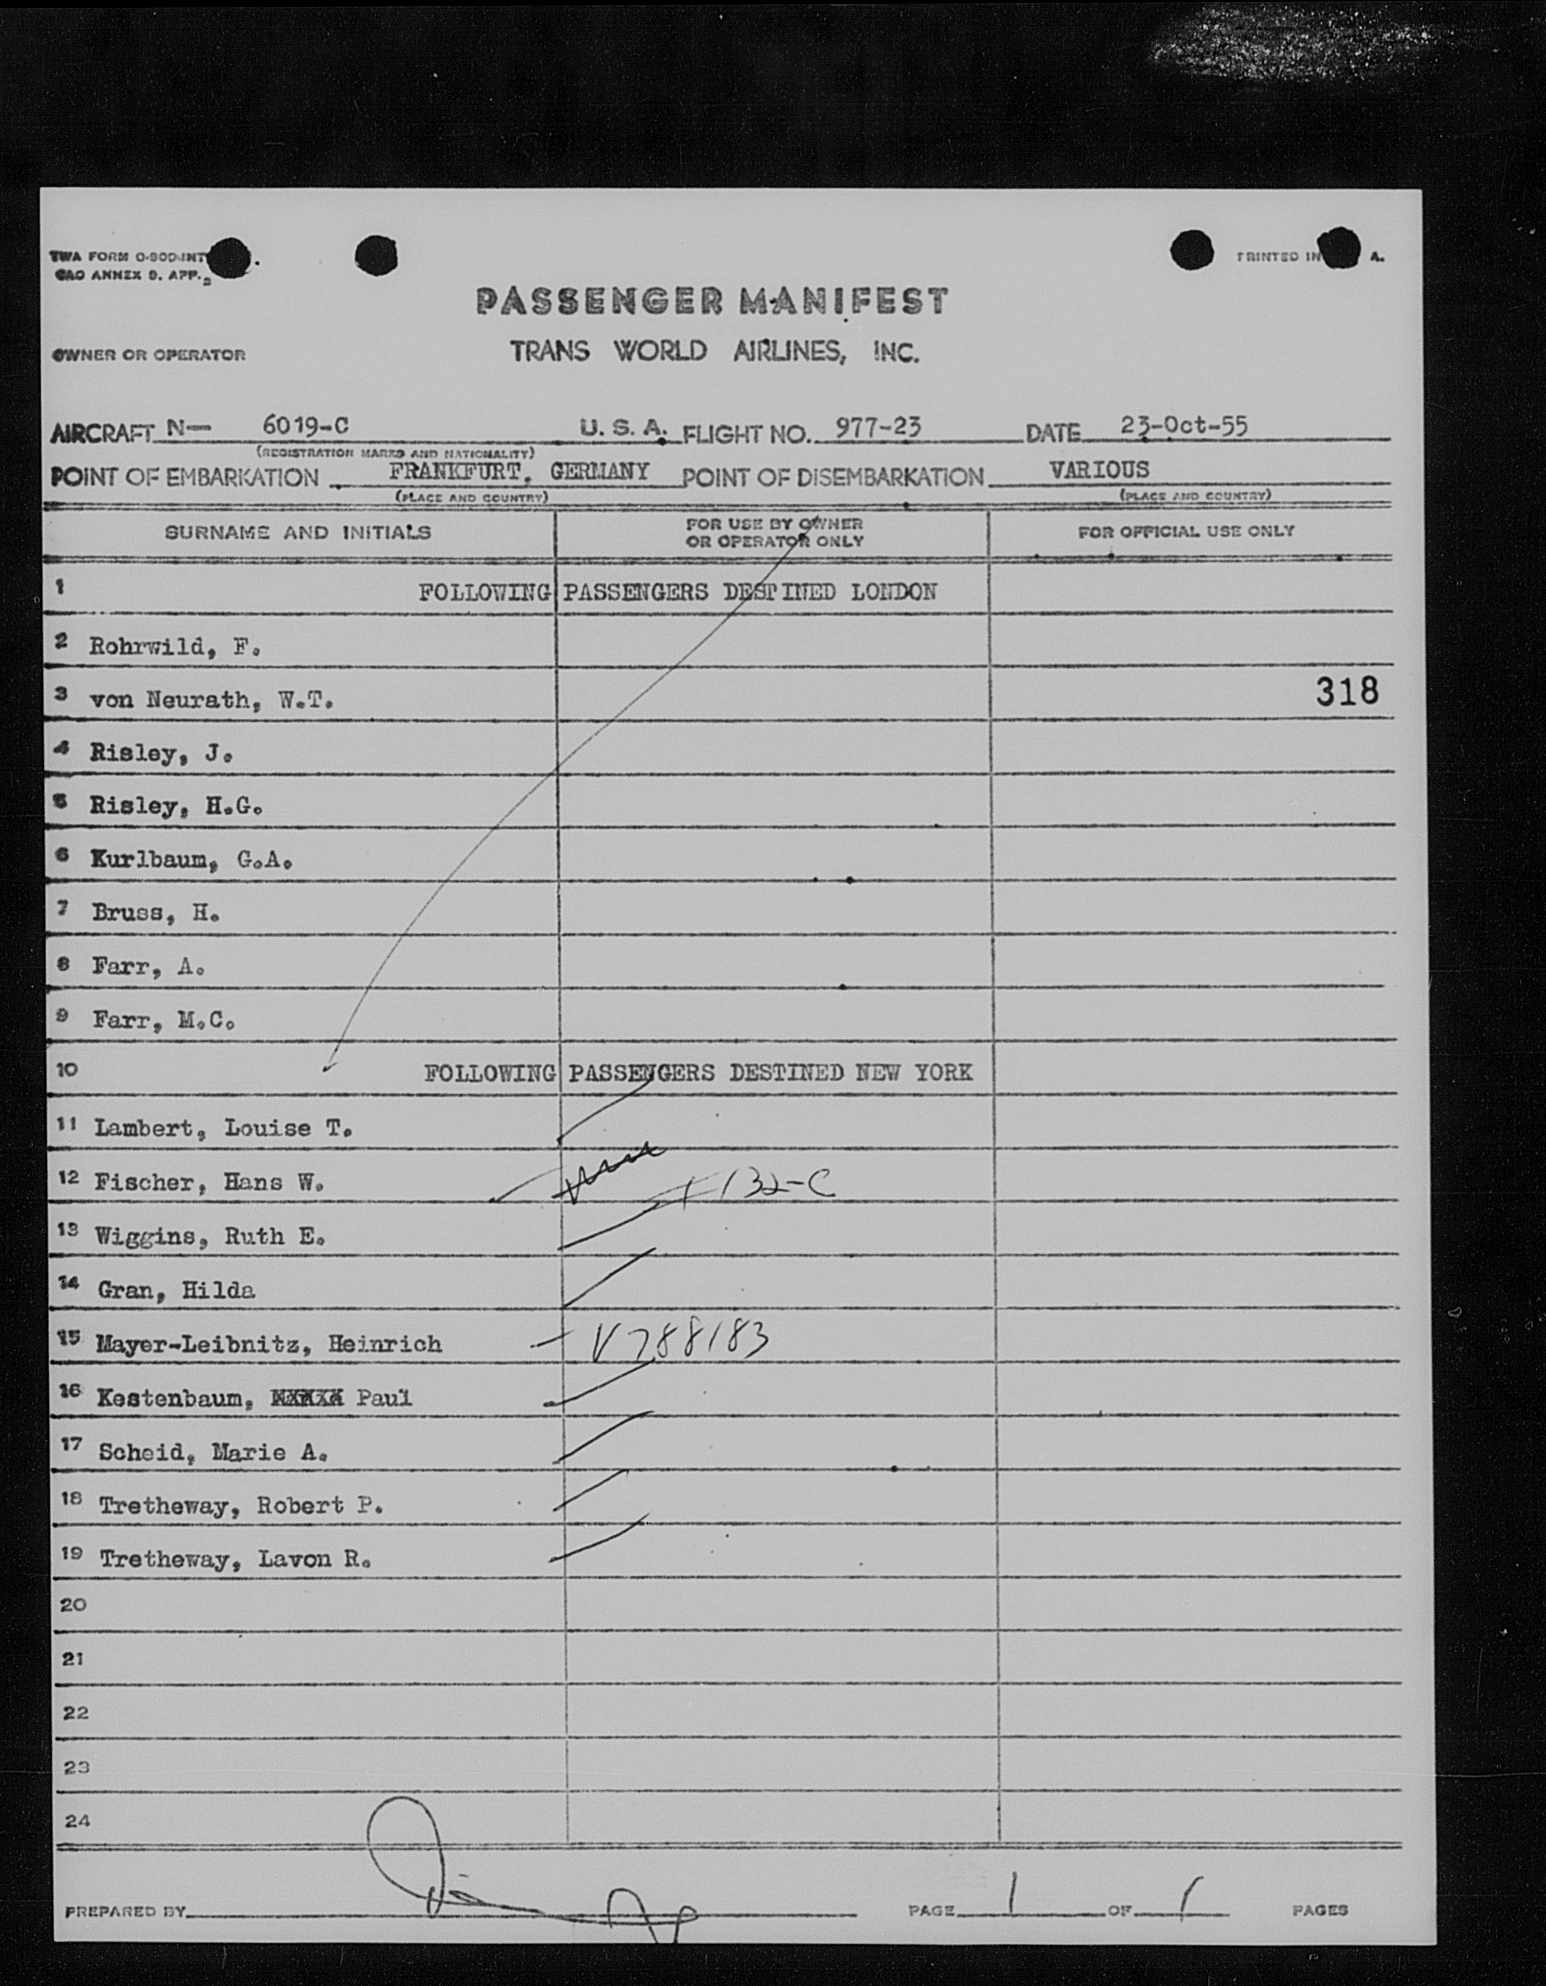 TWA FORM O-800-INT
CAO ANNEX 9. APP.
PRINTED IN A.
PASSENGER MANIFEST
OWNER OR OPERATOR TRANS WORLD AIRLINES, INC.
AIRCRAFT N— 6019-C U. S. A. FLIGHT NO. 977-23 DATE 23-Oct-55
(REGISTRATION MARKS AND NATIONALITY)
POINT OF EMBARKATION FRANKFURT, GERMANY POINT OF DISEMBARKATION VARIOUS
(PLACE AND COUNTRY) (PLACE AND COUNTRY)
SURNAME AND INITIALS FOR USE BY OWNER OR OPERATOR ONLY FOR OFFICIAL USE ONLY
1 FOLLOWING PASSENGERS DESTINED LONDON
2 Rohrwild, F.
3 von Neurath, W.T. 318
4 Risley, J.
5 Risley, H.G.
6 Kurlbaum, G.A.
7 Bruss, H.
8 Farr, A.
9 Farr, M.C.
10 FOLLOWING PASSENGERS DESTINED NEW YORK
11 Lambert, Louise T.
12 Fischer, Hans W. 132-C
13 Wiggins, Ruth E.
14 Gran, Hilda
15 Mayer-Leibnitz, Heinrich V288183
16 Kestenbaum, Paul
17 Scheid, Marie A.
18 Tretheway, Robert P.
19 Tretheway, Lavon R.
20
21
22
23
24
PREPARED BY PAGE 1 OF 1 PAGES